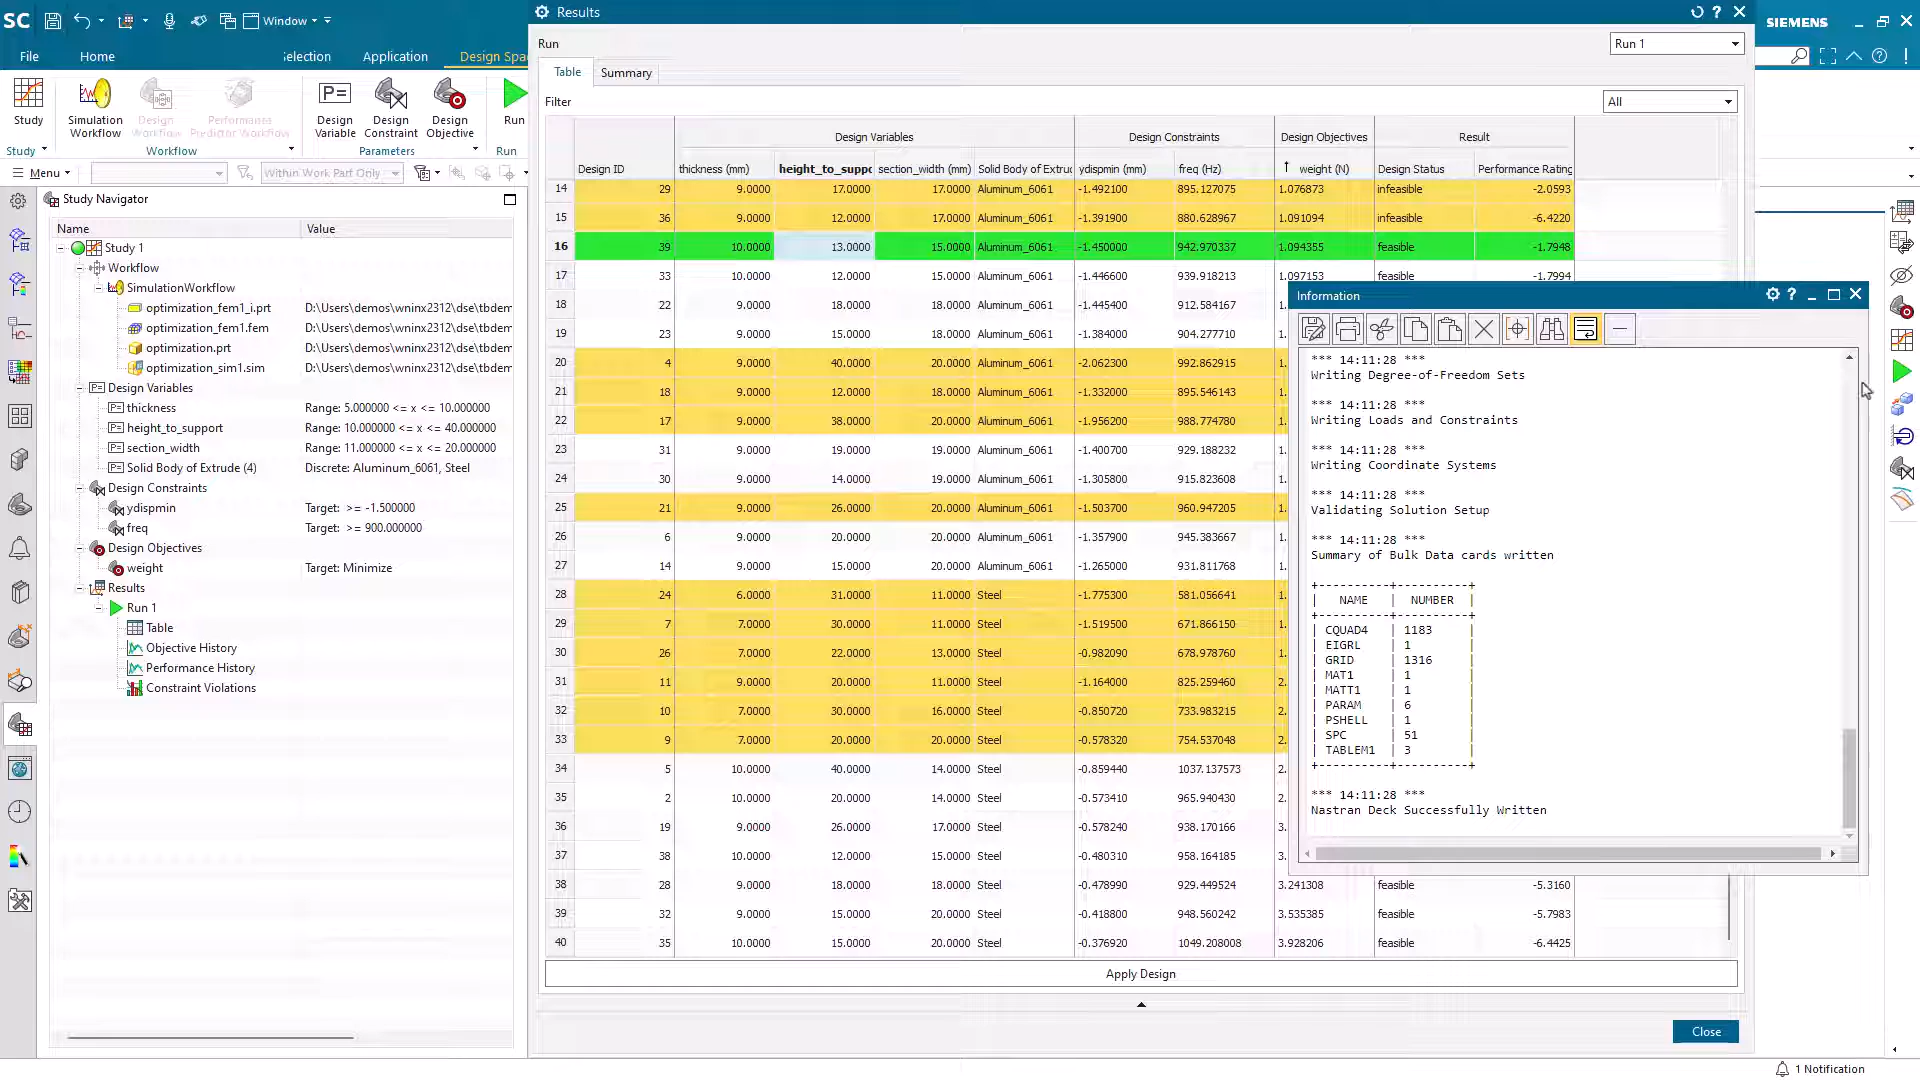 SC Window Results SIEMENS
Run Run 1
File Home Selection Application Design Spa
Table Summary
Filter All
Study Simulation Workflow Design Workflow Performance Predictor Workflow Design Variable Design Constraint Design Objective Run
Study Workflow Parameters Run
Menu Within Work Part Only
Study Navigator
Name Value
Study 1
Workflow
SimulationWorkflow
optimization_fem1_i.prt D:\Users\demos\wninx2312\dse\tbdem
optimization_fem1.fem D:\Users\demos\wninx2312\dse\tbdem
optimization.prt D:\Users\demos\wninx2312\dse\tbdem
optimization_sim1.sim D:\Users\demos\wninx2312\dse\tbdem
Design Variables
thickness Range: 5.000000 <= x <= 10.000000
height_to_support Range: 10.000000 <= x <= 40.000000
section_width Range: 11.000000 <= x <= 20.000000
Solid Body of Extrude (4) Discrete: Aluminum_6061, Steel
Design Constraints
ydispmin Target: >= -1.500000
freq Target: >= 900.000000
Design Objectives
weight Target: Minimize
Results
Run 1
Table
Objective History
Performance History
Constraint Violations
Design Variables Design Constraints Design Objectives Result
Design ID thickness (mm) height_to_suppo section_width (mm) Solid Body of Extru ydispmin (mm) freq (Hz) weight (N) Design Status Performance Rating
14 29 9.0000 17.0000 17.0000 Aluminum_6061 -1.492100 895.127075 1.076873 infeasible -2.0593
15 36 9.0000 12.0000 17.0000 Aluminum_6061 -1.391900 880.628967 1.091094 infeasible -6.4220
16 39 10.0000 13.0000 15.0000 Aluminum_6061 -1.450000 942.970337 1.094355 feasible -1.7948
17 33 10.0000 12.0000 15.0000 Aluminum_6061 -1.446600 939.918213 1.097153 feasible -1.7994
18 22 9.0000 18.0000 18.0000 Aluminum_6061 -1.445400 912.584167 1.
19 23 9.0000 15.0000 18.0000 Aluminum_6061 -1.384000 904.277710 1.
20 4 9.0000 40.0000 20.0000 Aluminum_6061 -2.062300 992.862915 1.
21 18 9.0000 12.0000 18.0000 Aluminum_6061 -1.332000 895.546143 1.
22 17 9.0000 38.0000 20.0000 Aluminum_6061 -1.956200 988.774780 1.
23 31 9.0000 19.0000 19.0000 Aluminum_6061 -1.400700 929.188232 1.
24 30 9.0000 14.0000 19.0000 Aluminum_6061 -1.305800 915.823608 1.
25 21 9.0000 26.0000 20.0000 Aluminum_6061 -1.503700 960.947205 1.
26 6 9.0000 20.0000 20.0000 Aluminum_6061 -1.357900 945.383667 1.
27 14 9.0000 15.0000 20.0000 Aluminum_6061 -1.265000 931.811768 1.
28 24 6.0000 31.0000 11.0000 Steel -1.775300 581.056641 1.
29 7 7.0000 30.0000 11.0000 Steel -1.519500 671.866150 1.
30 26 7.0000 22.0000 13.0000 Steel -0.982090 678.978760 1.
31 11 9.0000 20.0000 11.0000 Steel -1.164000 825.259460 2.
32 10 7.0000 30.0000 16.0000 Steel -0.850720 733.983215 2.
33 9 7.0000 20.0000 20.0000 Steel -0.578320 754.537048 2.
34 5 10.0000 40.0000 14.0000 Steel -0.859440 1037.137573 2.
35 2 10.0000 20.0000 14.0000 Steel -0.573410 965.940430 2.
36 19 9.0000 26.0000 17.0000 Steel -0.578240 938.170166 3.
37 38 10.0000 12.0000 15.0000 Steel -0.480310 958.164185 3.
38 28 9.0000 18.0000 18.0000 Steel -0.478990 929.449524 3.241308 feasible -5.3160
39 32 9.0000 15.0000 20.0000 Steel -0.418800 948.560242 3.535385 feasible -5.7983
40 35 10.0000 15.0000 20.0000 Steel -0.376920 1049.208008 3.928206 feasible -6.4425
Apply Design
Close
Information
*** 14:11:28 ***
Writing Degree-of-Freedom Sets
*** 14:11:28 ***
Writing Loads and Constraints
*** 14:11:28 ***
Writing Coordinate Systems
*** 14:11:28 ***
Validating Solution Setup
*** 14:11:28 ***
Summary of Bulk Data cards written
+----------+----------+
| NAME | NUMBER |
+----------+----------+
| CQUAD4 | 1183 |
| EIGRL | 1 |
| GRID | 1316 |
| MAT1 | 1 |
| MATT1 | 1 |
| PARAM | 6 |
| PSHELL | 1 |
| SPC | 51 |
| TABLEM1 | 3 |
+----------+----------+
*** 14:11:28 ***
Nastran Deck Successfully Written
1 Notification